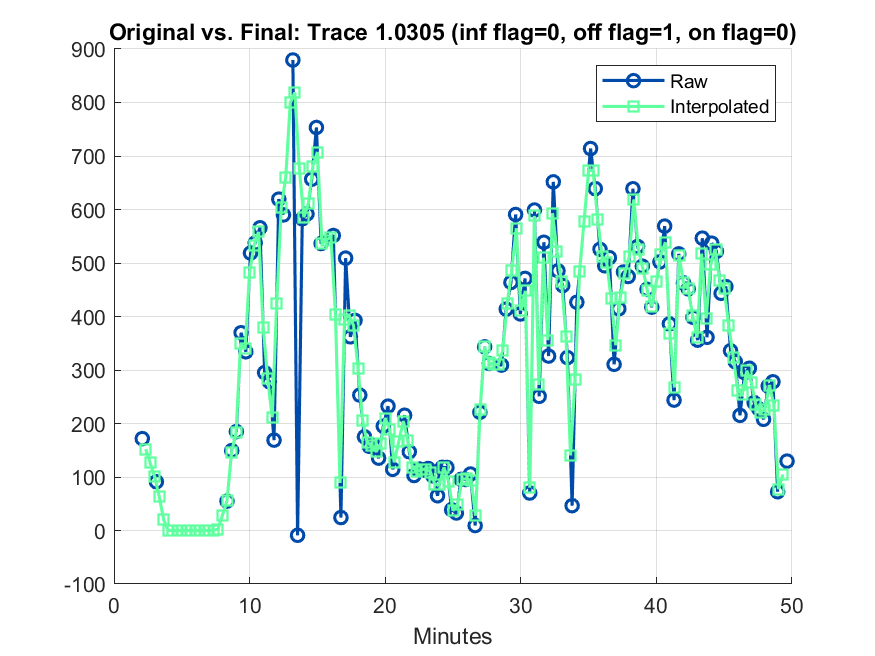 Original vs. Final: Trace 1.0305 (inf flag=0, off flag=1, on flag=0)
900
800
700
600
500
400
300
200
100
0
-100
Raw
Interpolated
0 10 20 30 40 50
Minutes